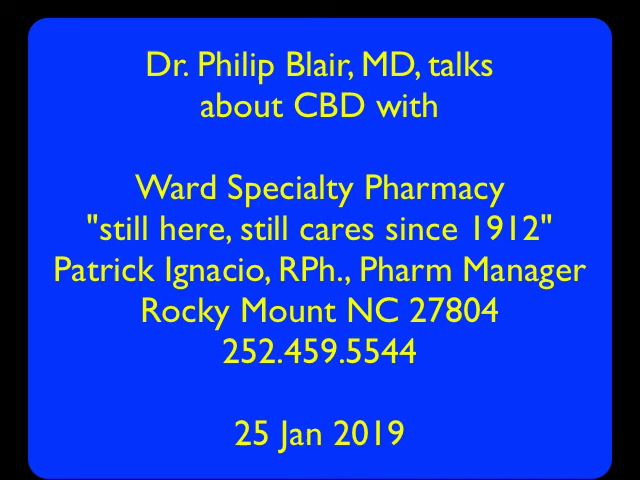 Dr. Philip Blair, MD, talks
about CBD with
Ward Specialty Pharmacy
"still here, still cares since 1912"
Patrick Ignacio, RPh., Pharm Manager
Rocky Mount NC 27804
252.459.5544
25 Jan 2019